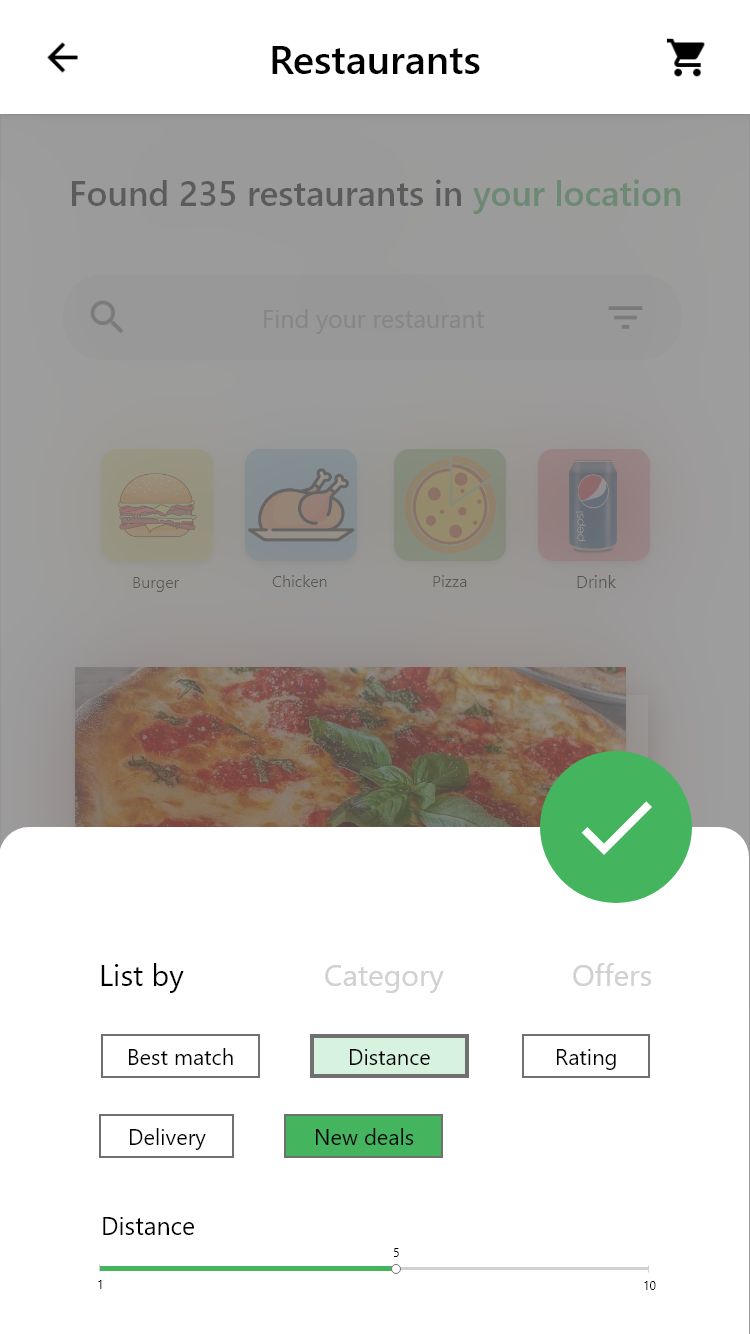 Restaurants
Found 235 restaurants in your location
Find your restaurant
pepsi
Burger Chicken Pizza Drink
List by Category Offers
Best match Distance Rating
Delivery New deals
Distance
5
1 10